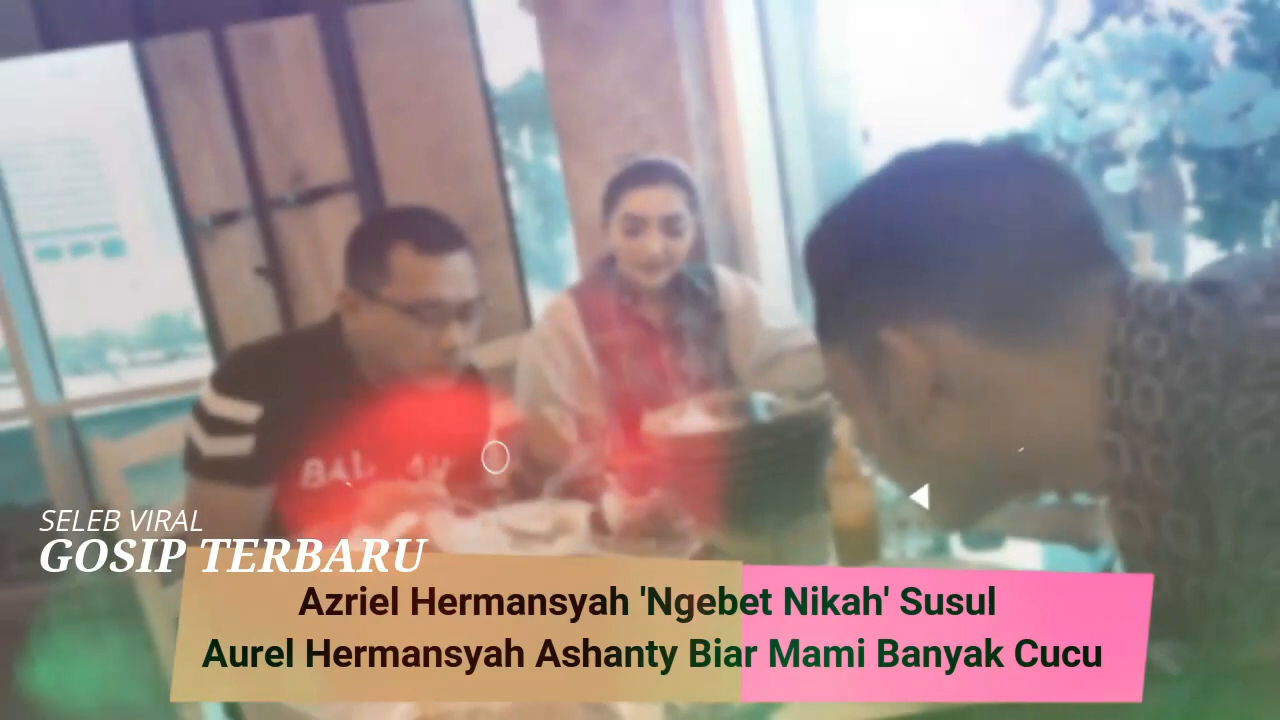 SELEB VIRAL
GOSIP TERBARU
Azriel Hermansyah 'Ngebet Nikah' Susul
Aurel Hermansyah Ashanty Biar Mami Banyak Cucu